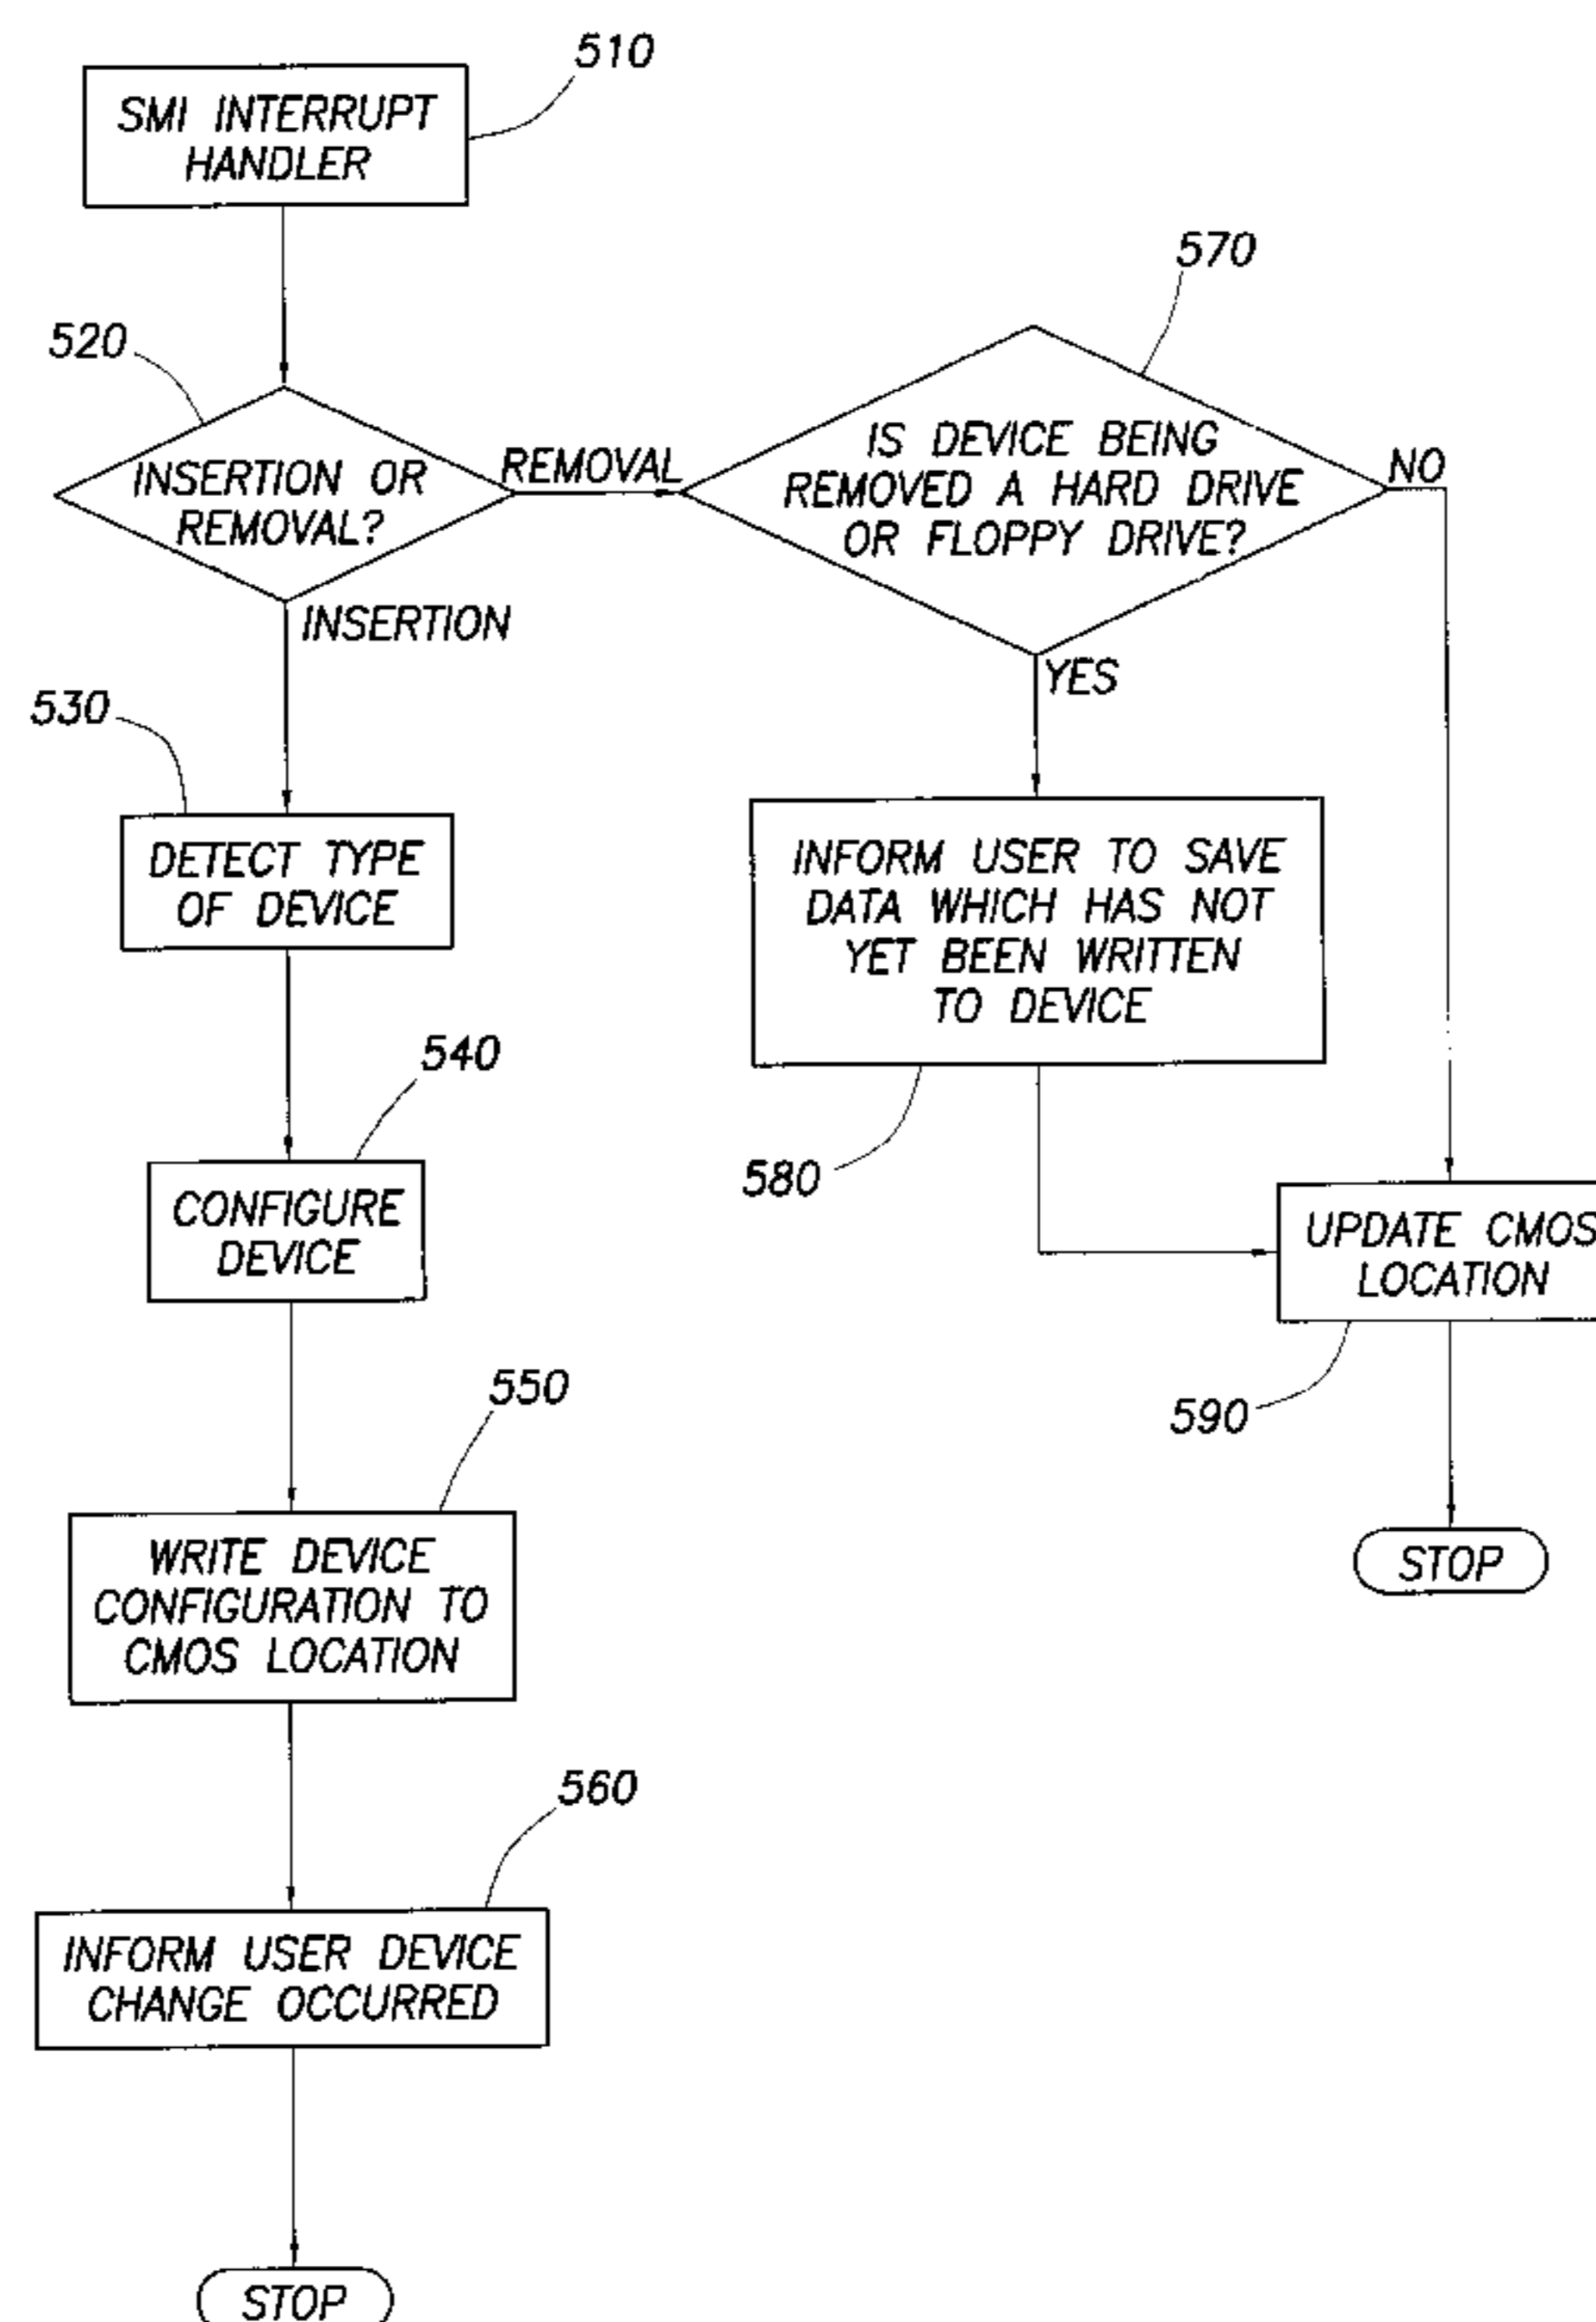 510
SMI INTERRUPT
HANDLER
520
INSERTION OR
REMOVAL?
REMOVAL
INSERTION
570
IS DEVICE BEING
REMOVED A HARD DRIVE
OR FLOPPY DRIVE?
NO
YES
530
DETECT TYPE
OF DEVICE
INFORM USER TO SAVE
DATA WHICH HAS NOT
YET BEEN WRITTEN
TO DEVICE
580
540
CONFIGURE
DEVICE
UPDATE CMOS
LOCATION
590
STOP
550
WRITE DEVICE
CONFIGURATION TO
CMOS LOCATION
560
INFORM USER DEVICE
CHANGE OCCURRED
STOP